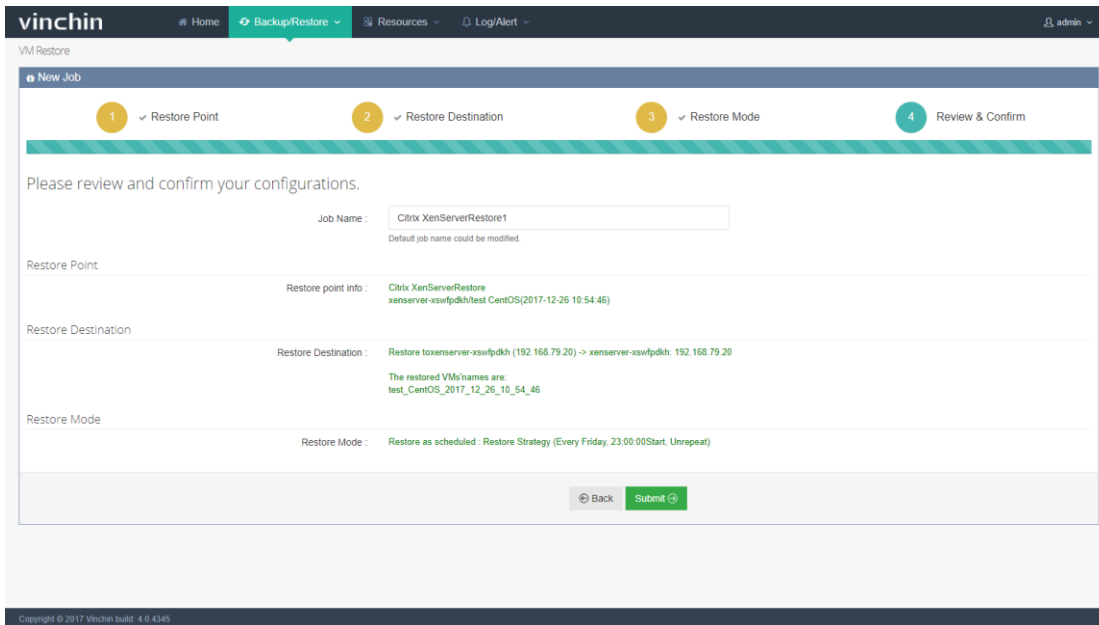 vinchin Home Backup/Restore Resources Log/Alert admin
VM Restore
New Job
1 Restore Point 2 Restore Destination 3 Restore Mode 4 Review & Confirm
Please review and confirm your configurations.
Job Name : Citrix XenServerRestore1
Default job name could be modified.
Restore Point
Restore point info : Citrix XenServerRestore
xenserver-xswfpdkh/test CentOS(2017-12-26 10:54:46)
Restore Destination
Restore Destination : Restore toxenserver-xswfpdkh (192.168.79.20) -> xenserver-xswfpdkh: 192.168.79.20
The restored VMs'names are:
test_CentOS_2017_12_26_10_54_46
Restore Mode
Restore Mode : Restore as scheduled : Restore Strategy (Every Friday, 23:00:00Start, Unrepeat)
Back Submit
Copyright © 2017 Vinchin build: 4.0.4345